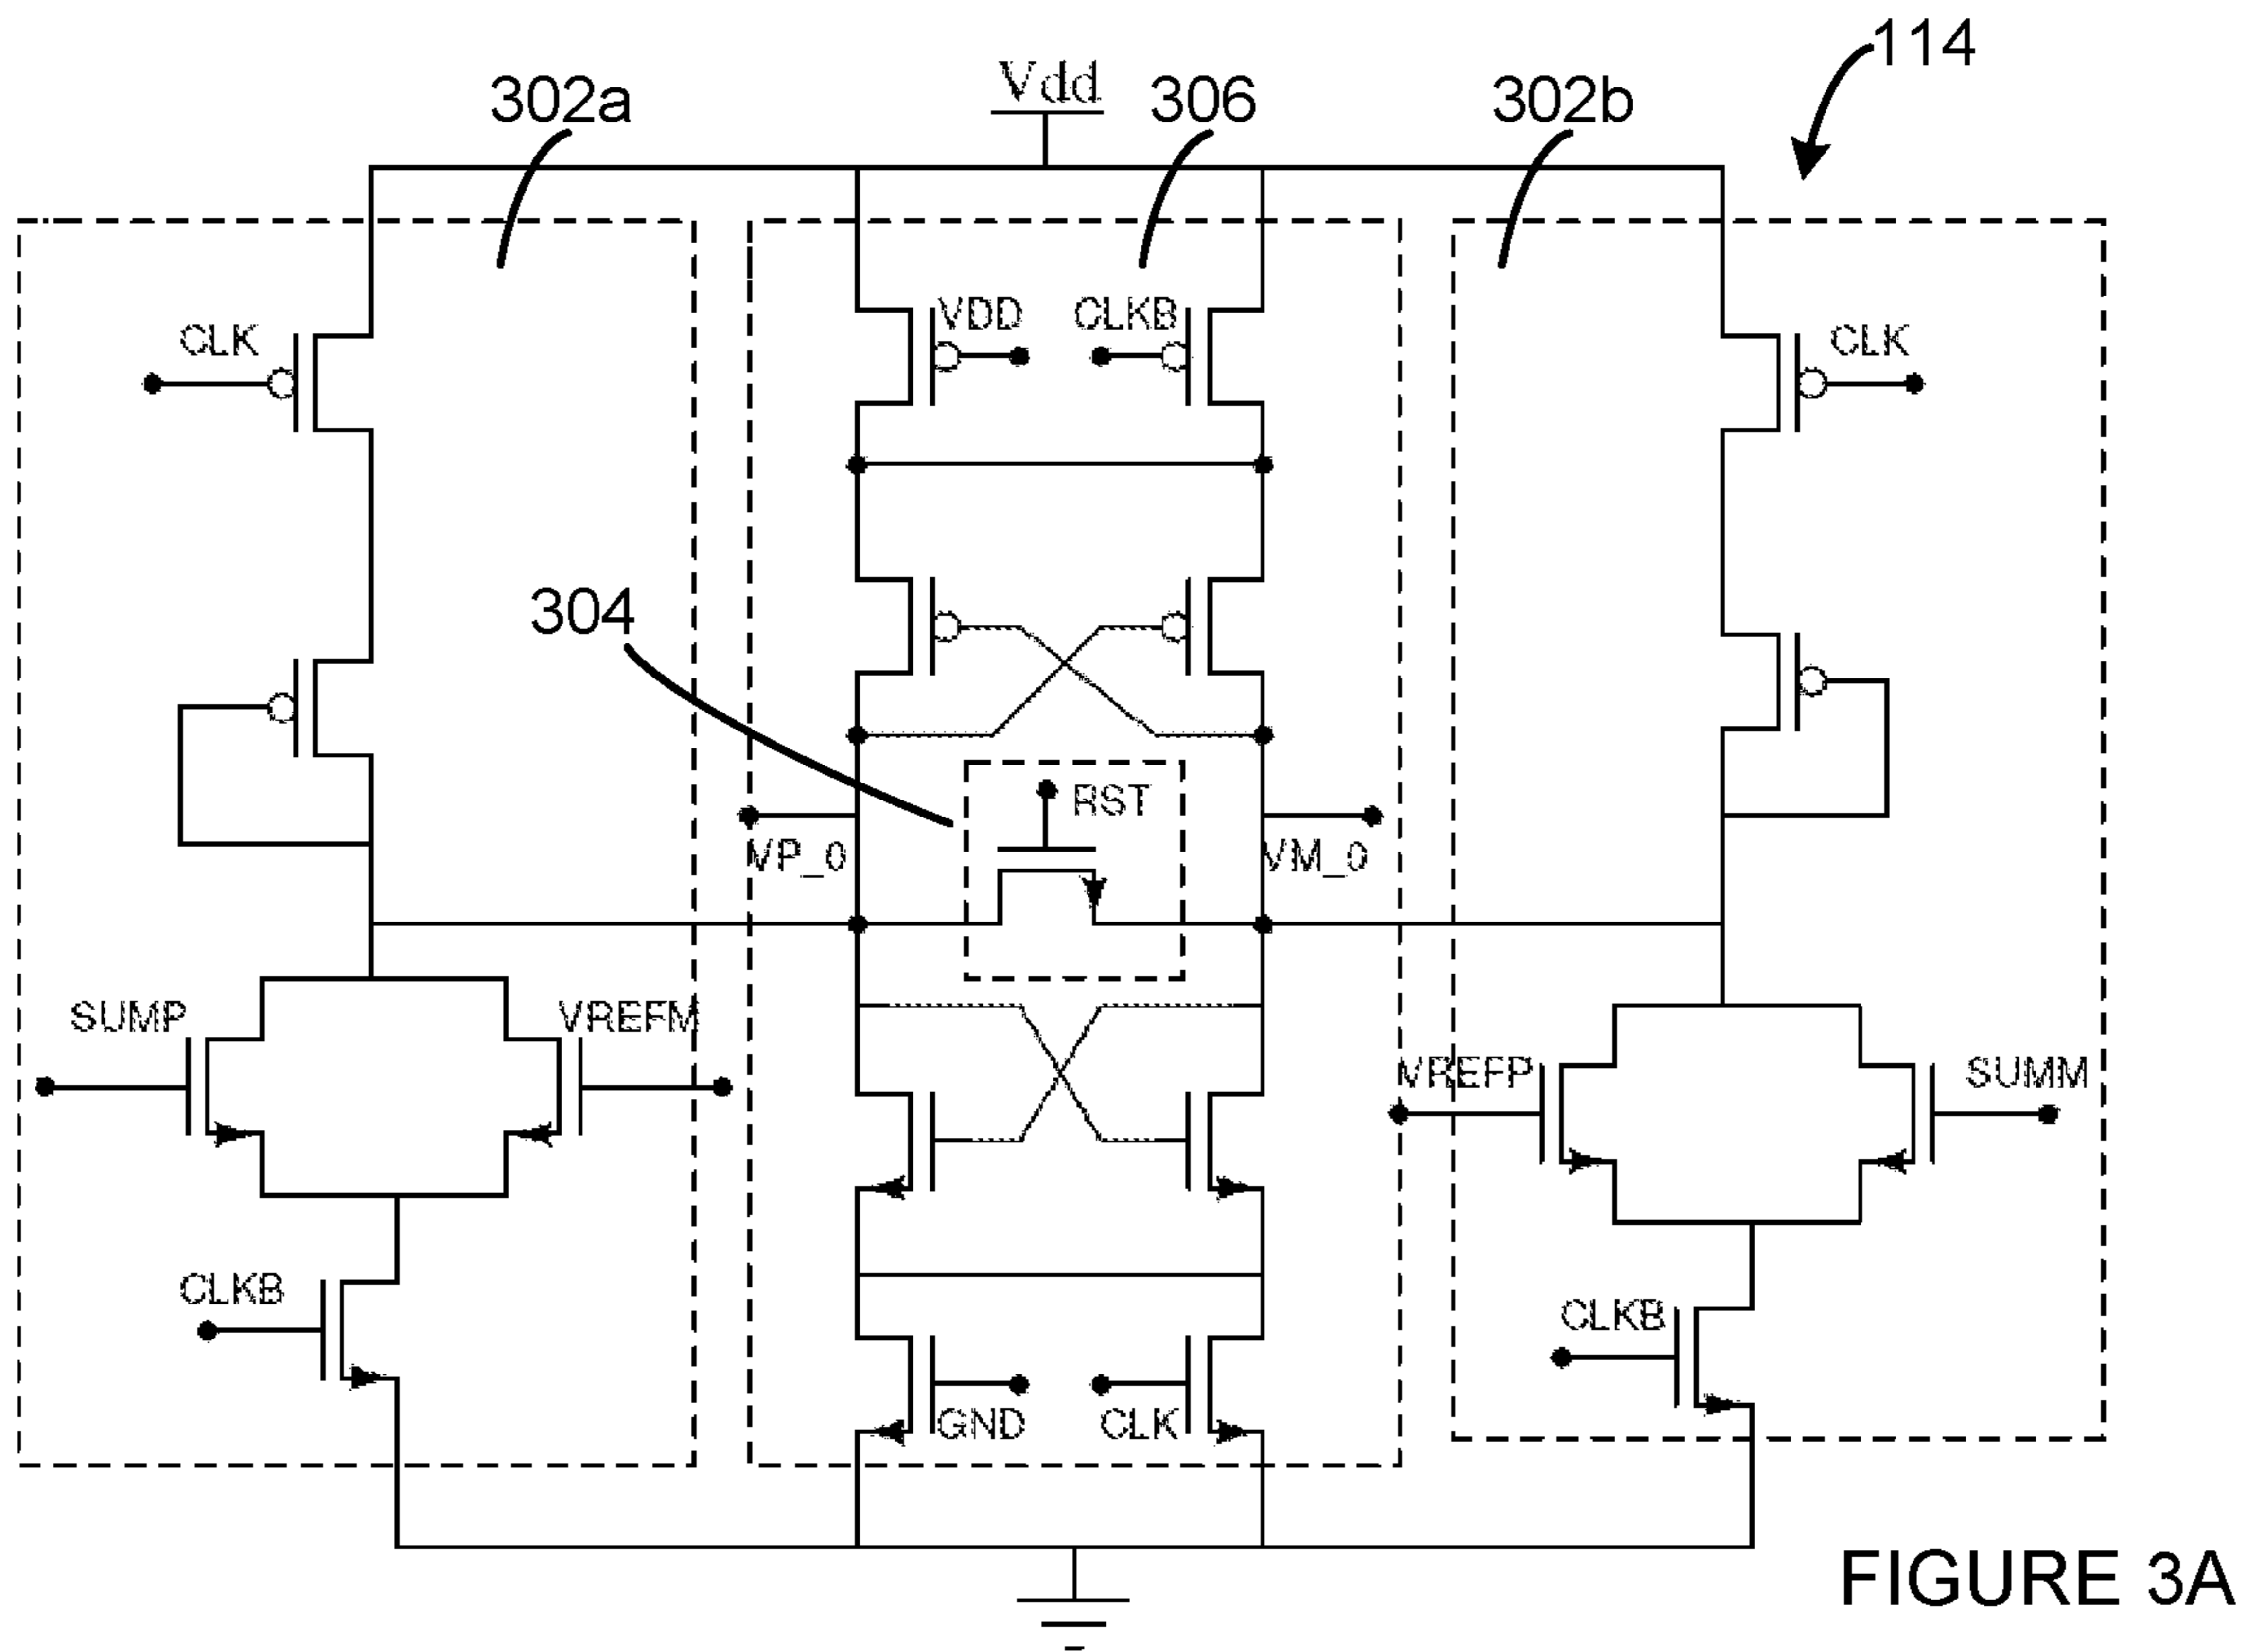 114
302a
Vdd
306
302b
VDD
CLKB
CLK
CLK
304
RST
VP_0
VM_0
SUMP
VREFM
VREFP
SUMM
CLKB
CLKB
GND
CLK
FIGURE 3A